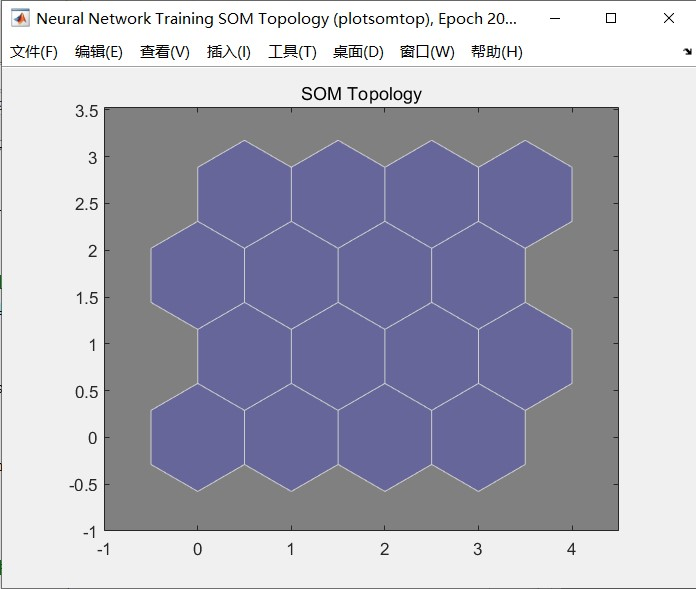 Neural Network Training SOM Topology (plotsomtop), Epoch 20...
文件(F) 编辑(E) 查看(V) 插入(I) 工具(T) 桌面(D) 窗口(W) 帮助(H)
SOM Topology
3.5
3
2.5
2
1.5
1
0.5
0
-0.5
-1
-1 0 1 2 3 4